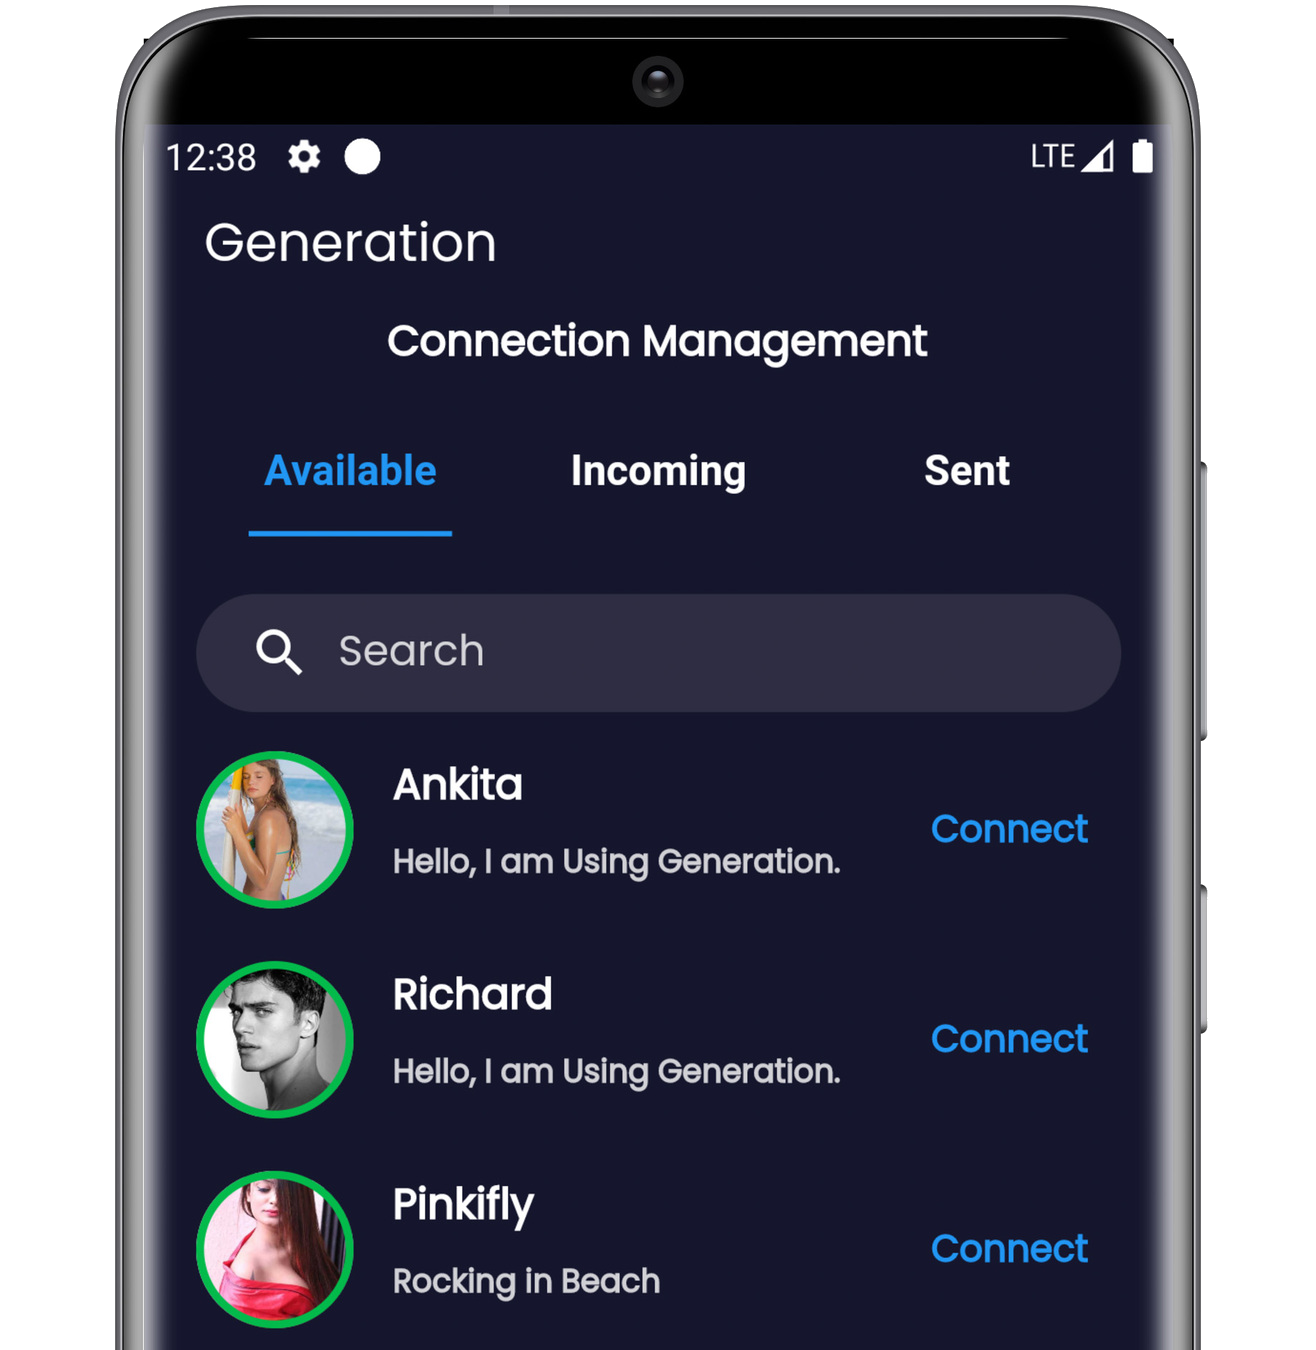 12:38 LTE
Generation
Connection Management
Available Incoming Sent
Search
Ankita
Hello, I am Using Generation.
Connect
Richard
Hello, I am Using Generation.
Connect
Pinkifly
Rocking in Beach
Connect